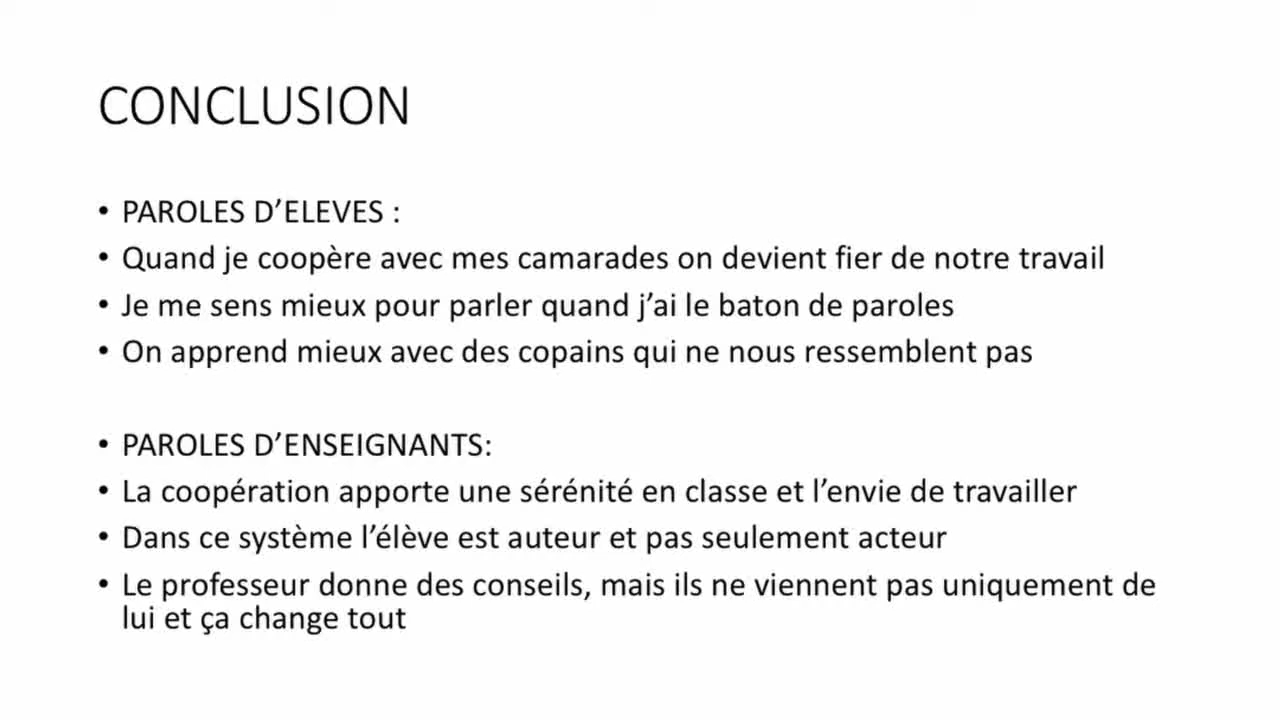 CONCLUSION
• PAROLES D’ELEVES :
• Quand je coopère avec mes camarades on devient fier de notre travail
• Je me sens mieux pour parler quand j’ai le baton de paroles
• On apprend mieux avec des copains qui ne nous ressemblent pas
• PAROLES D’ENSEIGNANTS:
• La coopération apporte une sérénité en classe et l’envie de travailler
• Dans ce système l’élève est auteur et pas seulement acteur
• Le professeur donne des conseils, mais ils ne viennent pas uniquement de
lui et ça change tout